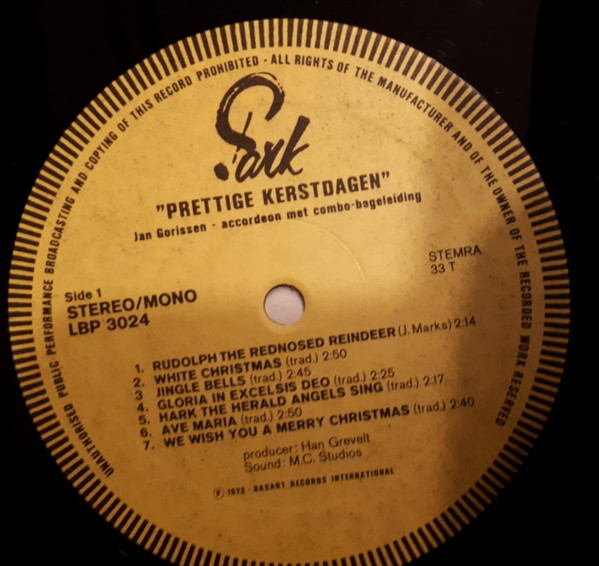 UNAUTHORISED PUBLIC PERFORMANCE BROADCASTING AND COPYING OF THIS RECORD PROHIBITED - ALL RIGHTS OF THE MANUFACTURER AND OF THE OWNER OF THE RECORDED WORK RESERVED
Sark
"PRETTIGE KERSTDAGEN"
Jan Gorissen - accordeon met combo-begeleiding
STEMRA
33 T
Side 1
STEREO/MONO
LBP 3024
1. RUDOLPH THE REDNOSED REINDEER (J. Marks) 2:14
2. WHITE CHRISTMAS (trad.) 2:50
3 JINGLE BELLS (trad.) 2:45
4. GLORIA IN EXCELSIS DEO (trad.) 2:25
5. HARK THE HERALD ANGELS SING (trad.) 2:17
6. AVE MARIA (trad.) 2:50
7. WE WISH YOU A MERRY CHRISTMAS (trad.) 2:40
producer: Han Grevelt
Sound: M.C. Studios
Ⓟ 1972 - BASART RECORDS INTERNATIONAL